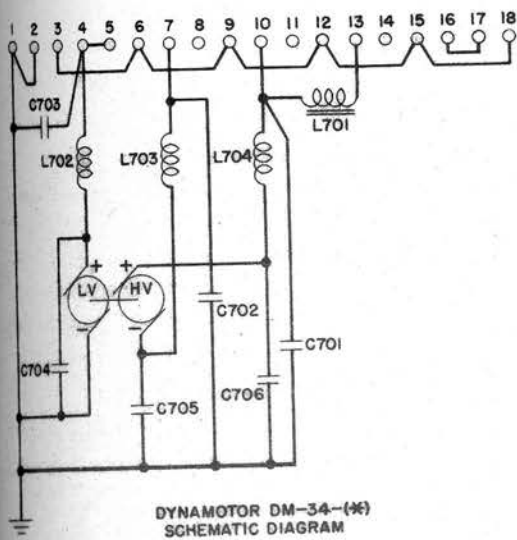 1 2 3 4 5 6 7 8 9 10 11 12 13 14 15 16 17 18
C703
L701
L702 L703 L704
+ +
LV HV
- -
C702
C701
C704
C705 C706
DYNAMOTOR DM-34-(*)
SCHEMATIC DIAGRAM